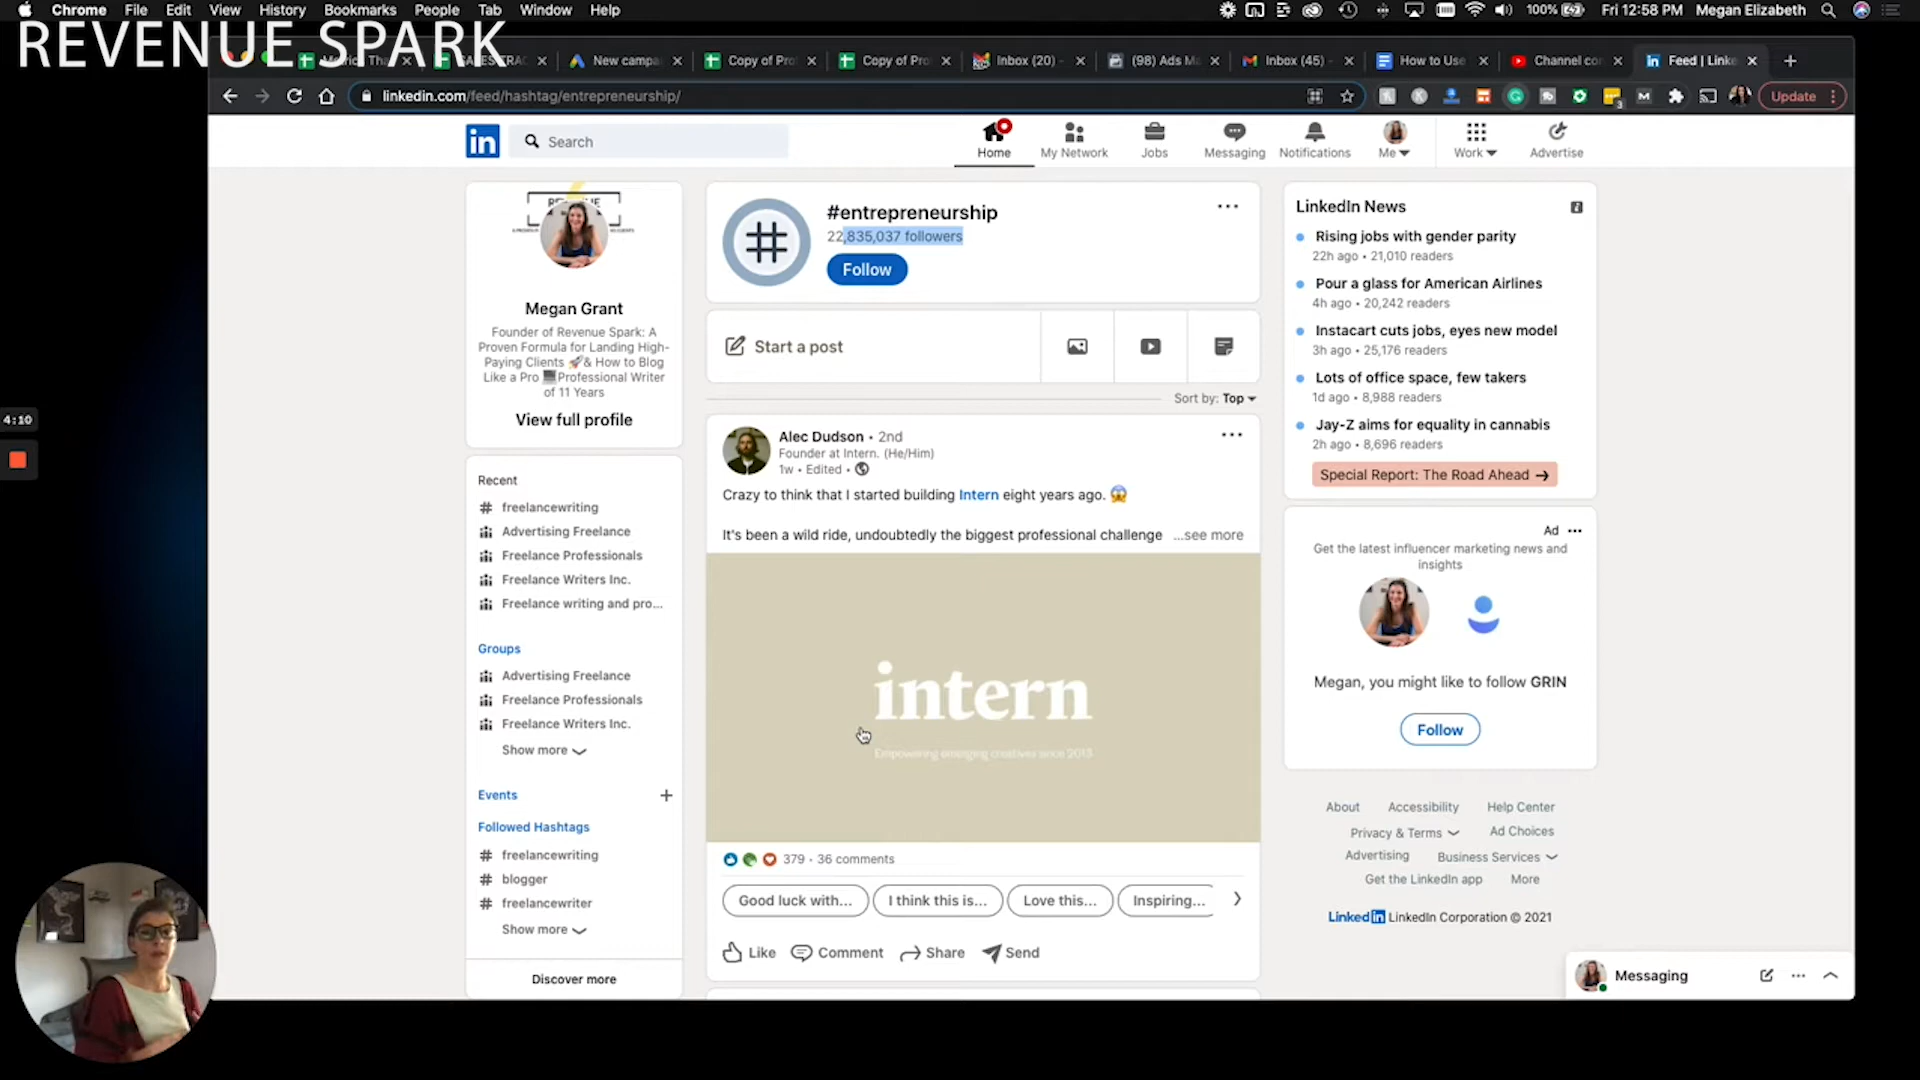 Chrome File Edit View History Bookmarks People Tab Window Help
100% Fri 12:58 PM Megan Elizabeth
REVENUE SPARK
New campa
Copy of Pro
Copy of Pro
Inbox (20)
(98) Ads Ma
Inbox (45)
How to Use
Channel co
Feed | Linke
linkedin.com/feed/hashtag/entrepreneurship/
3
Update
in
Search
Home
My Network
Jobs
Messaging
Notifications
Me
Work
Advertise
4:10
Megan Grant
Founder of Revenue Spark: A
Proven Formula for Landing High-
Paying Clients 🚀& How to Blog
Like a Pro 💻Professional Writer
of 11 Years
View full profile
Recent
# freelancewriting
Advertising Freelance
Freelance Professionals
Freelance Writers Inc.
Freelance writing and pro...
Groups
Advertising Freelance
Freelance Professionals
Freelance Writers Inc.
Show more
Events +
Followed Hashtags
# freelancewriting
# blogger
# freelancewriter
Show more
Discover more
#
#entrepreneurship
22,835,037 followers
Follow
Start a post
Sort by: Top
Alec Dudson • 2nd
Founder at Intern. (He/Him)
1w • Edited •
Crazy to think that I started building Intern eight years ago. 😱
It's been a wild ride, undoubtedly the biggest professional challenge ...see more
intern
Empowering emerging creatives since 2013
379 · 36 comments
Good luck with...
I think this is...
Love this...
Inspiring...
Like
Comment
Share
Send
LinkedIn News
Rising jobs with gender parity
22h ago • 21,010 readers
Pour a glass for American Airlines
4h ago • 20,242 readers
Instacart cuts jobs, eyes new model
3h ago • 25,176 readers
Lots of office space, few takers
1d ago • 8,988 readers
Jay-Z aims for equality in cannabis
2h ago • 8,696 readers
Special Report: The Road Ahead →
Ad
Get the latest influencer marketing news and
insights
Megan, you might like to follow GRIN
Follow
About Accessibility Help Center
Privacy & Terms Ad Choices
Advertising Business Services
Get the LinkedIn app More
LinkedIn LinkedIn Corporation © 2021
Messaging